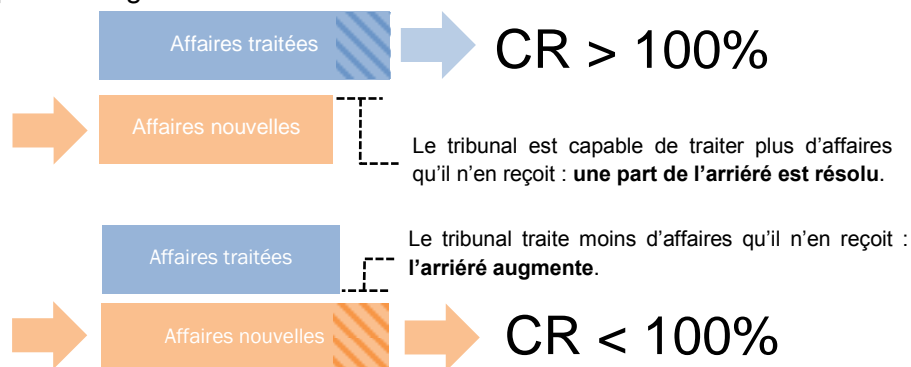 Affaires traitées
CR > 100%
Affaires nouvelles
Le tribunal est capable de traiter plus d’affaires
qu’il n’en reçoit : une part de l’arriéré est résolu.
Affaires traitées
Le tribunal traite moins d’affaires qu’il n’en reçoit :
l’arriéré augmente.
Affaires nouvelles
CR < 100%